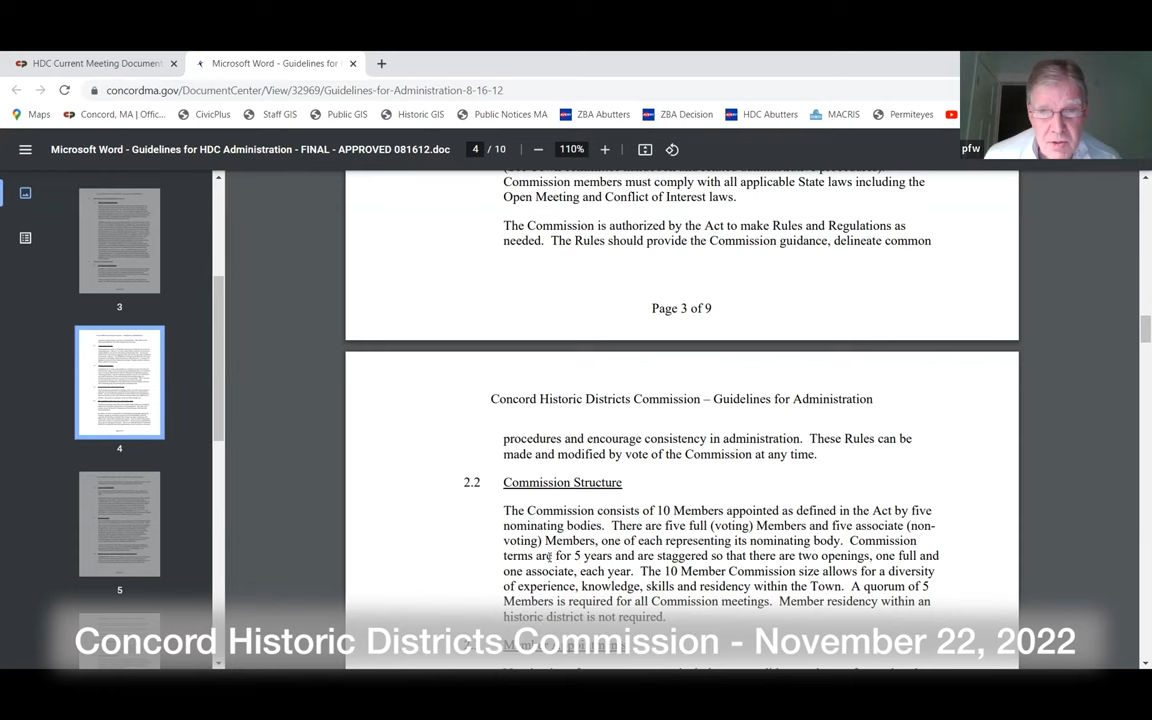 HDC Current Meeting Document
Microsoft Word - Guidelines for
concordma.gov/DocumentCenter/View/32969/Guidelines-for-Administration-8-16-12
Maps Concord, MA | Offic... CivicPlus Staff GIS Public GIS Historic GIS Public Notices MA ZBA Abutters ZBA Decision HDC Abutters MACRIS Permiteyes
pfw
Microsoft Word - Guidelines for HDC Administration - FINAL - APPROVED 081612.doc 4 / 10 110%
Commission members must comply with all applicable State laws including the
Open Meeting and Conflict of Interest laws.
The Commission is authorized by the Act to make Rules and Regulations as
needed. The Rules should provide the Commission guidance, delineate common
3
Page 3 of 9
Concord Historic Districts Commission – Guidelines for Administration
procedures and encourage consistency in administration. These Rules can be
made and modified by vote of the Commission at any time.
4
2.2 Commission Structure
The Commission consists of 10 Members appointed as defined in the Act by five
nominating bodies. There are five full (voting) Members and five associate (non-
voting) Members, one of each representing its nominating body. Commission
terms are for 5 years and are staggered so that there are two openings, one full and
one associate, each year. The 10 Member Commission size allows for a diversity
of experience, knowledge, skills and residency within the Town. A quorum of 5
Members is required for all Commission meetings. Member residency within an
historic district is not required.
5
Concord Historic Districts Commission - November 22, 2022